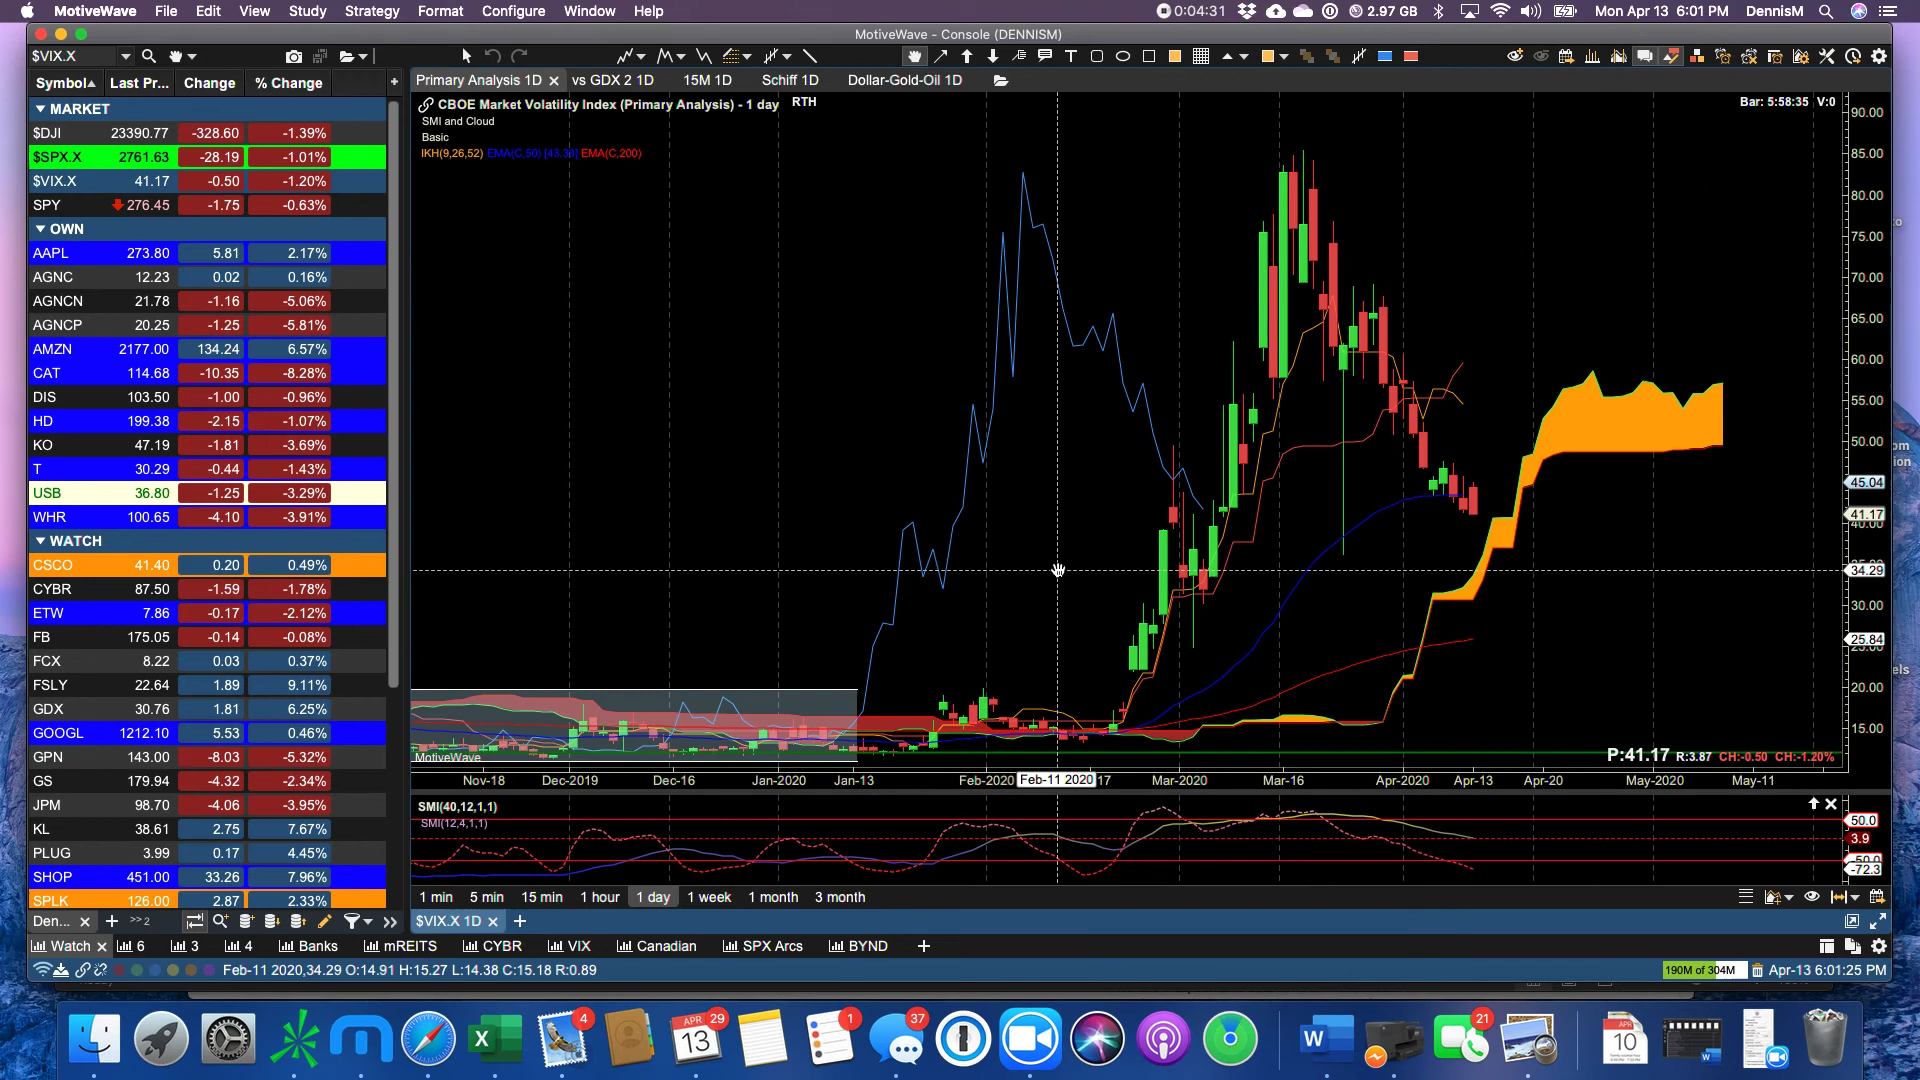 MotiveWave File Edit View Study Strategy Format Configure Window Help 0:04:31 2.97 GB Mon Apr 13 6:01 PM DennisM
MotiveWave - Console (DENNISM)
$VIX.X
Symbol Last Pr... Change % Change +
Primary Analysis 1D vs GDX 2 1D 15M 1D Schiff 1D Dollar-Gold-Oil 1D
MARKET
$DJI 23390.77 -328.60 -1.39%
$SPX.X 2761.63 -28.19 -1.01%
$VIX.X 41.17 -0.50 -1.20%
SPY 276.45 -1.75 -0.63%
OWN
AAPL 273.80 5.81 2.17%
AGNC 12.23 0.02 0.16%
AGNCN 21.78 -1.16 -5.06%
AGNCP 20.25 -1.25 -5.81%
AMZN 2177.00 134.24 6.57%
CAT 114.68 -10.35 -8.28%
DIS 103.50 -1.00 -0.96%
HD 199.38 -2.15 -1.07%
KO 47.19 -1.81 -3.69%
T 30.29 -0.44 -1.43%
USB 36.80 -1.25 -3.29%
WHR 100.65 -4.10 -3.91%
WATCH
CSCO 41.40 0.20 0.49%
CYBR 87.50 -1.59 -1.78%
ETW 7.86 -0.17 -2.12%
FB 175.05 -0.14 -0.08%
FCX 8.22 0.03 0.37%
FSLY 22.64 1.89 9.11%
GDX 30.76 1.81 6.25%
GOOGL 1212.10 5.53 0.46%
GPN 143.00 -8.03 -5.32%
GS 179.94 -4.32 -2.34%
JPM 98.70 -4.06 -3.95%
KL 38.61 2.75 7.67%
PLUG 3.99 0.17 4.45%
SHOP 451.00 33.26 7.96%
SPLK 126.00 2.87 2.33%
CBOE Market Volatility Index (Primary Analysis) - 1 day RTH
Bar: 5:58:35 V:0
SMI and Cloud
Basic
IKH(9,26,52) EMA(C,50) EMA(C,200)
90.00
85.00
80.00
75.00
70.00
65.00
60.00
55.00
50.00
45.04
41.17
40.00
34.29
30.00
25.84
25.00
20.00
15.00
MotiveWave
P:41.17 R:3.87 CH:-0.50 CH:-1.20%
Nov-18 Dec-2019 Dec-16 Jan-2020 Jan-13 Feb-2020 Feb-11 2020 17 Mar-2020 Mar-16 Apr-2020 Apr-13 Apr-20 May-2020 May-11
SMI(40,12,1,1)
SMI(12,4,1,1)
50.0
3.9
-50.0
-72.3
1 min 5 min 15 min 1 hour 1 day 1 week 1 month 3 month
Den... + >> 2
$VIX.X 1D +
Watch 6 3 4 Banks mREITS CYBR VIX Canadian SPX Arcs BYND +
Feb-11 2020,34.29 O:14.91 H:15.27 L:14.38 C:15.18 R:0.89
190M of 304M Apr-13 6:01:25 PM
4 APR 13 29 1 37 21 APR 10